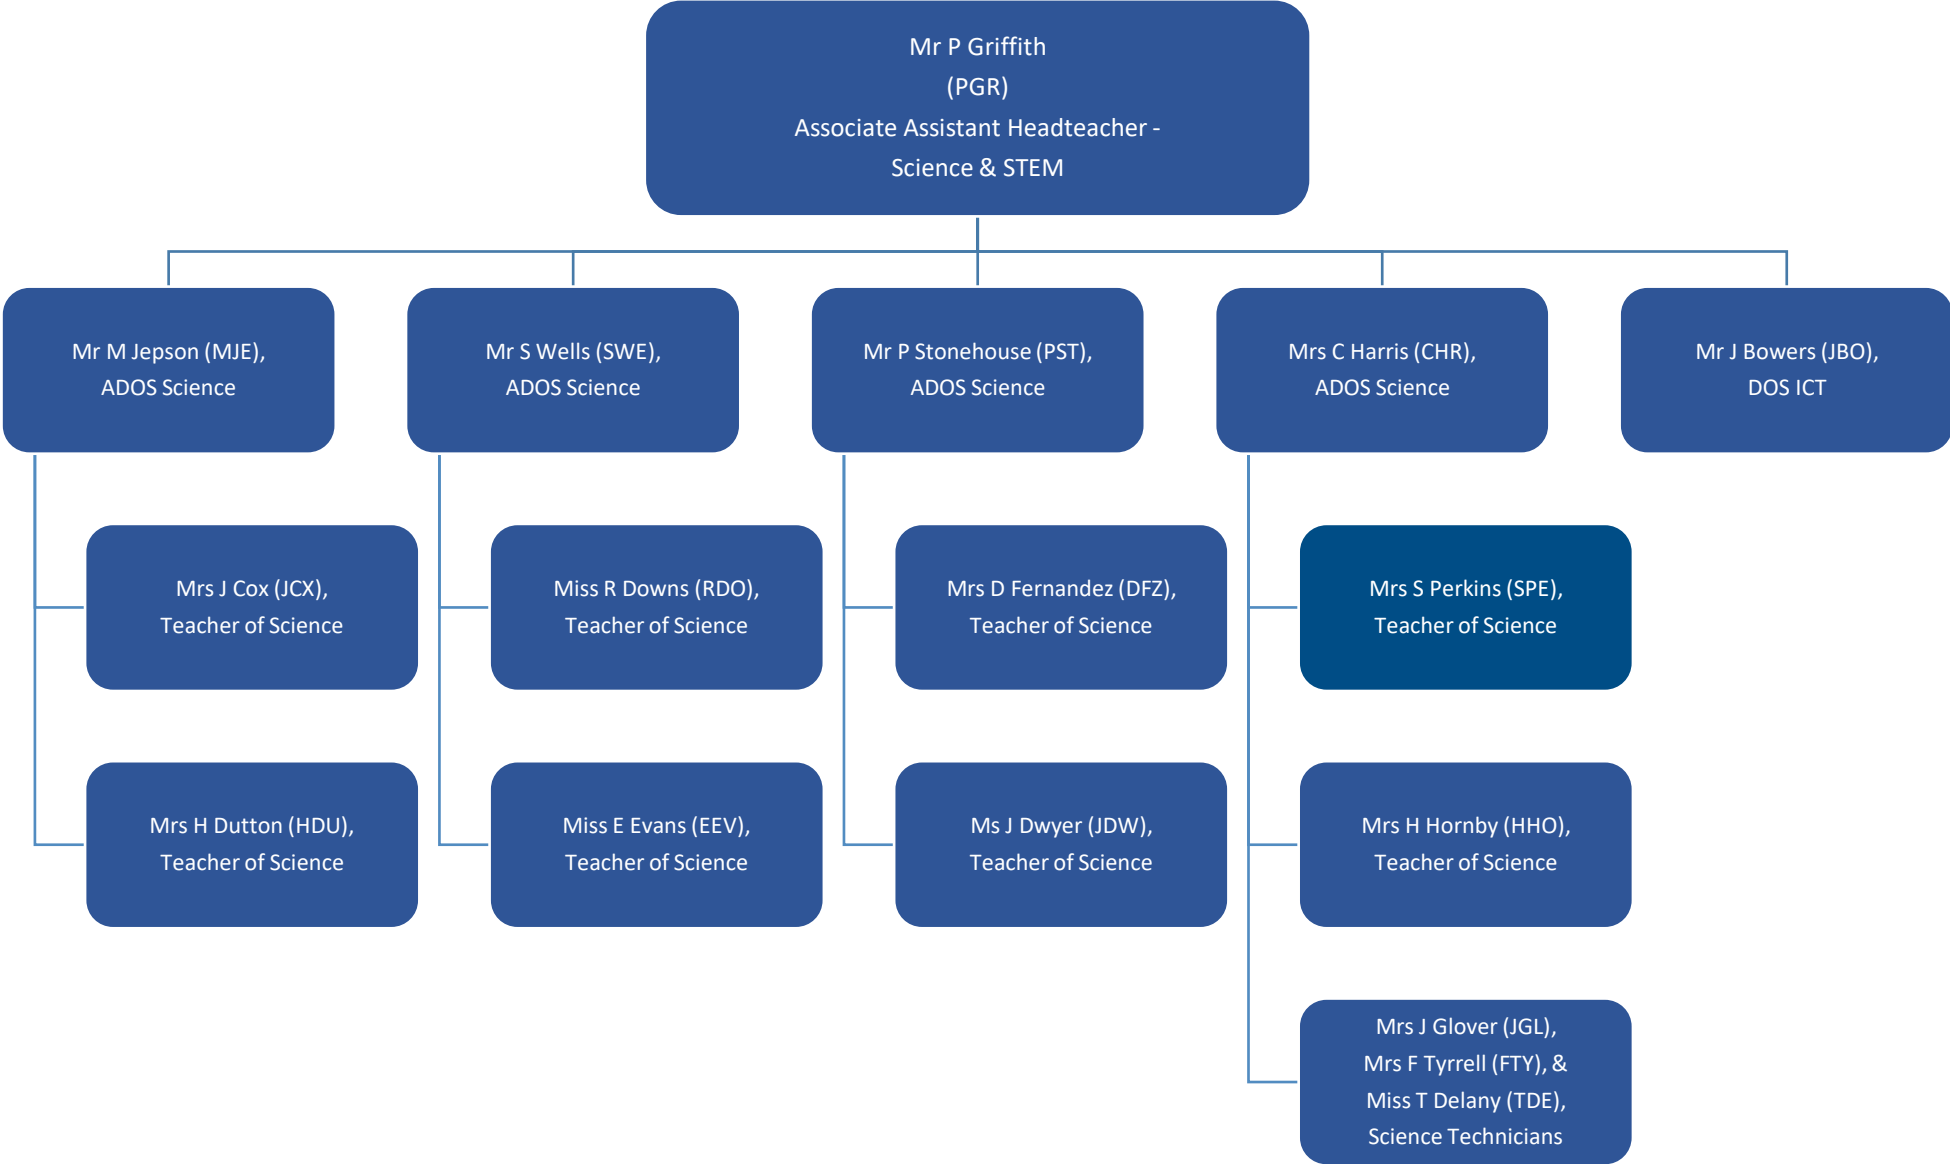 Mr P Griffith
(PGR)
Associate Assistant Headteacher -
Science & STEM
Mr M Jepson (MJE),
ADOS Science
Mr S Wells (SWE),
ADOS Science
Mr P Stonehouse (PST),
ADOS Science
Mrs C Harris (CHR),
ADOS Science
Mr J Bowers (JBO),
DOS ICT
Mrs J Cox (JCX),
Teacher of Science
Miss R Downs (RDO),
Teacher of Science
Mrs D Fernandez (DFZ),
Teacher of Science
Mrs S Perkins (SPE),
Teacher of Science
Mrs H Dutton (HDU),
Teacher of Science
Miss E Evans (EEV),
Teacher of Science
Ms J Dwyer (JDW),
Teacher of Science
Mrs H Hornby (HHO),
Teacher of Science
Mrs J Glover (JGL),
Mrs F Tyrrell (FTY), &
Miss T Delany (TDE),
Science Technicians